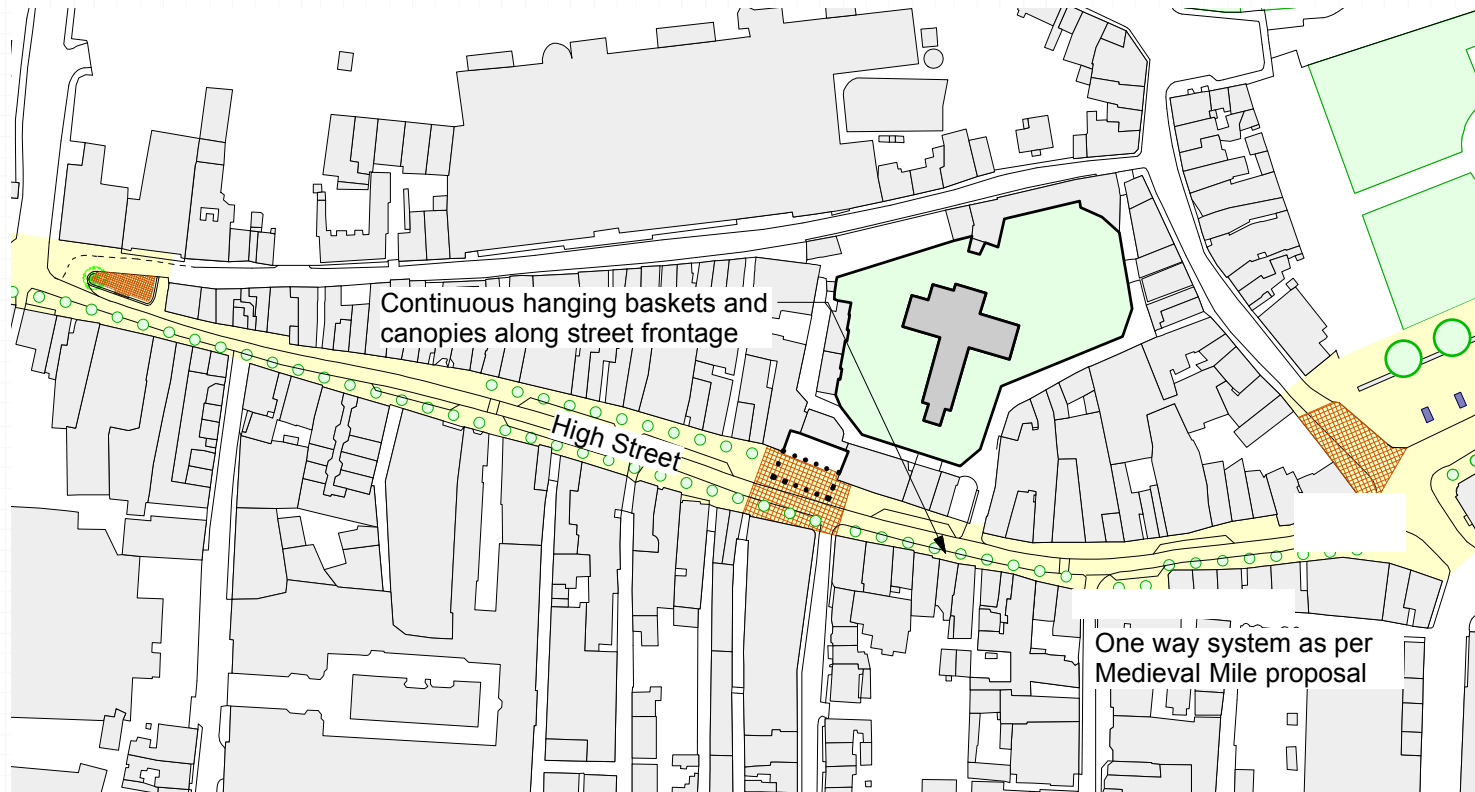 Continuous hanging baskets and
canopies along street frontage
High Street
One way system as per
Medieval Mile proposal